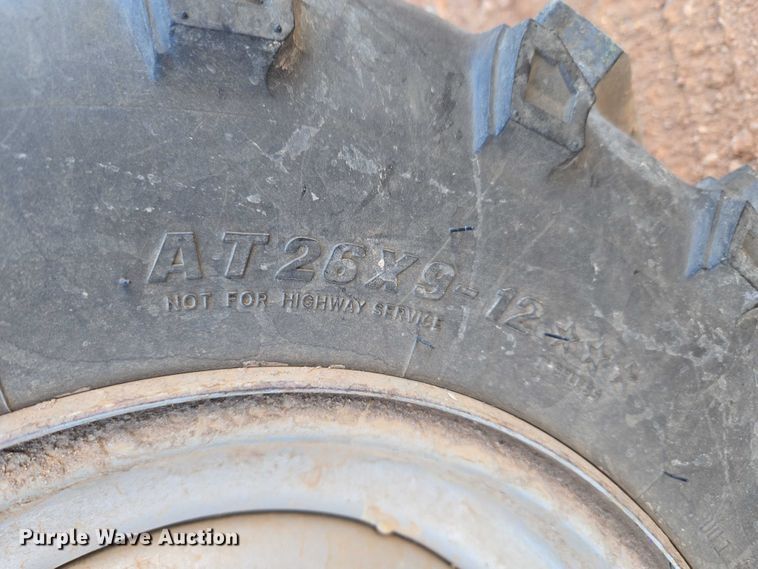 AT26X9-12***
NOT FOR HIGHWAY SERVICE
Purple Wave Auction